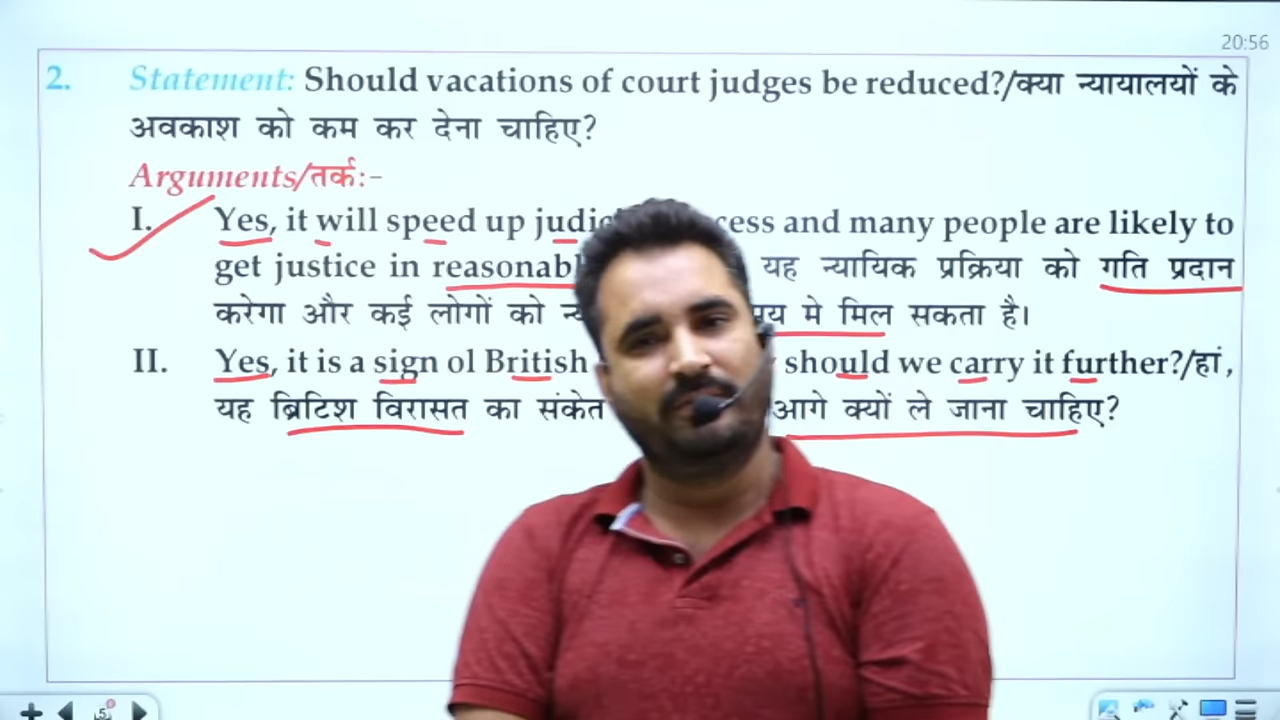 20:56
2. Statement: Should vacations of court judges be reduced?/क्या न्यायालयों के
अवकाश को कम कर देना चाहिए?
Arguments/तर्क:-
I. Yes, it will speed up and many people are likely to
get justice in यह न्यायिक प्रक्रिया को गति प्रदान
करेगा और कई लोगों को मे मिल सकता है।
II. Yes, it is a sign ol British should we carry it further?/हां,
यह ब्रिटिश विरासत का संकेत आगे क्यों ले जाना चाहिए?